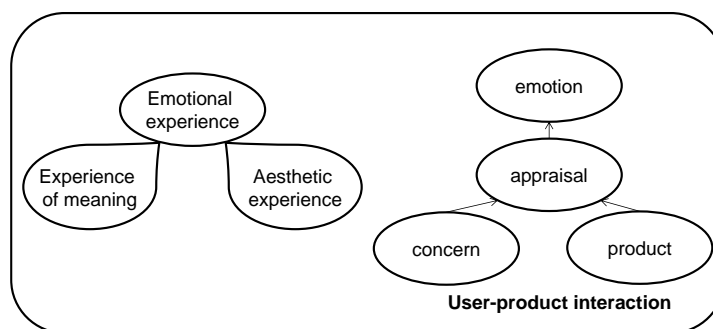 Emotional
experience
Experience
of meaning
Aesthetic
experience
emotion
appraisal
concern
product
User-product interaction